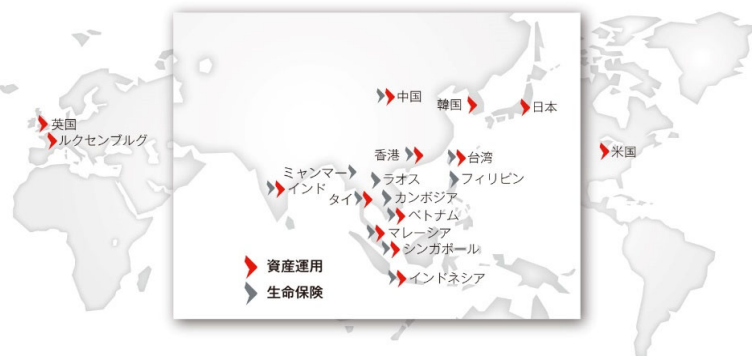 中国
韓国
日本
英国
ルクセンブルグ
香港
台湾
米国
ミャンマー
ラオス
フィリピン
インド
タイ
カンボジア
ベトナム
マレーシア
シンガポール
インドネシア
資産運用
生命保険